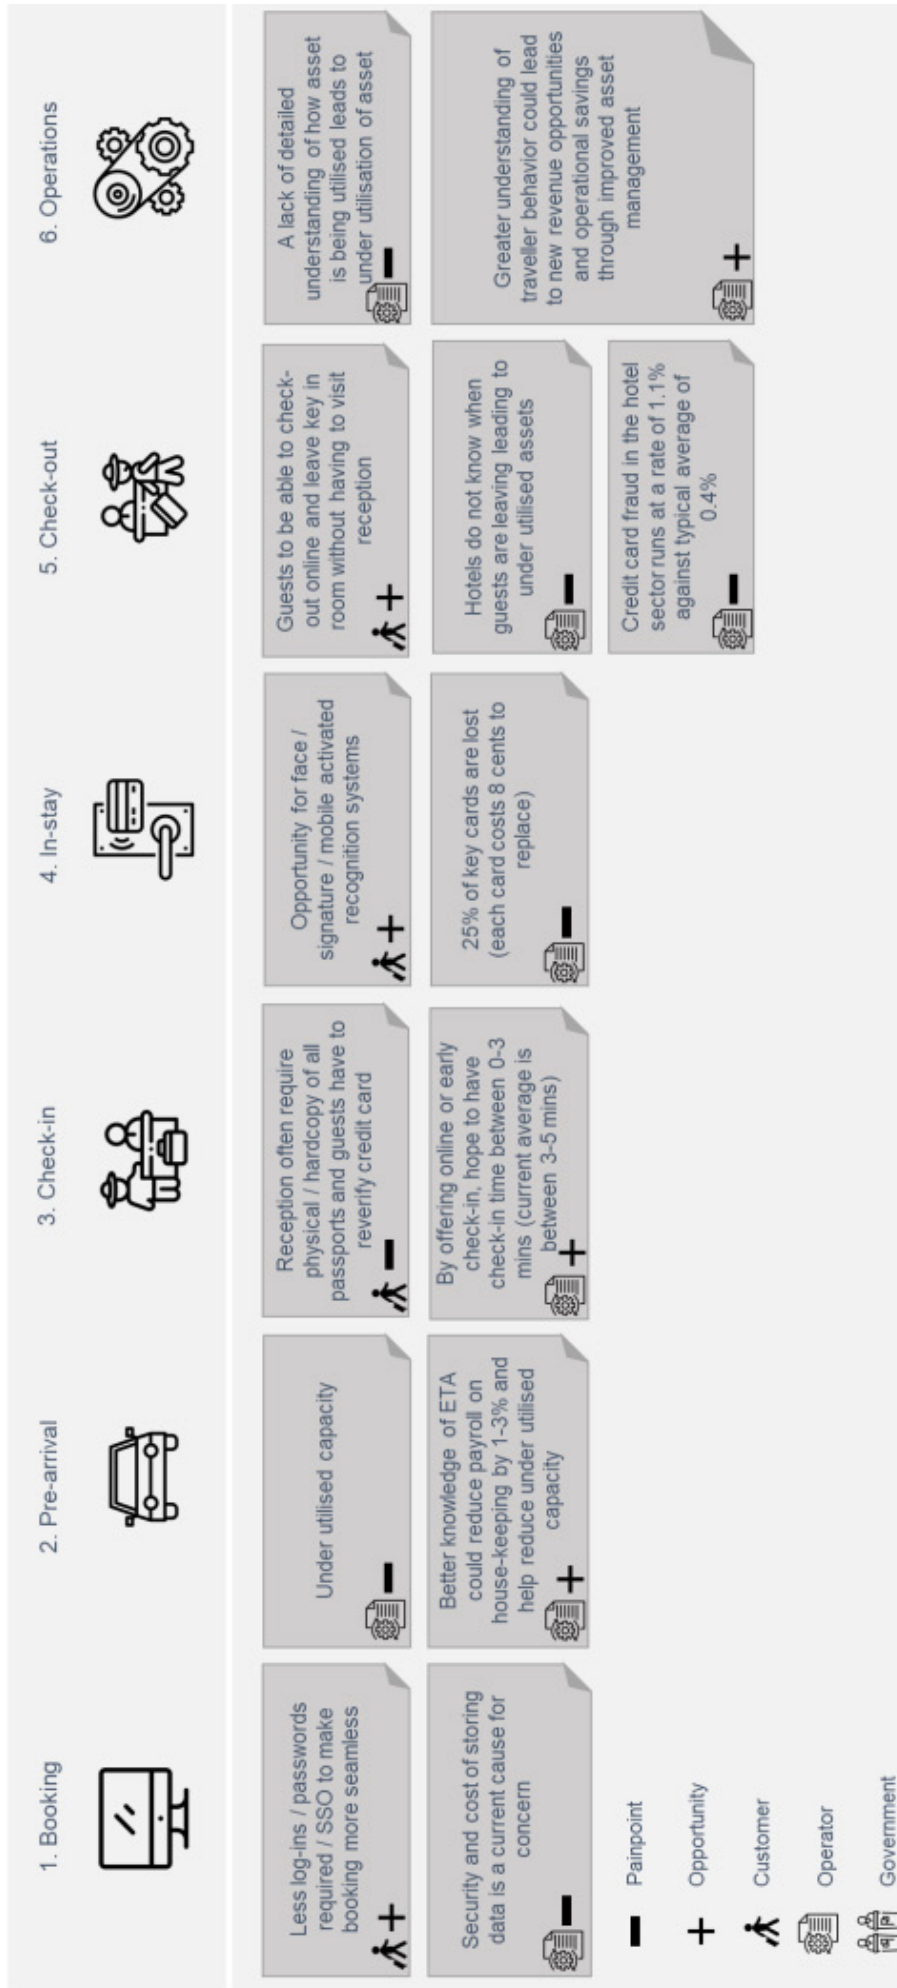 1. Booking
2. Pre-arrival
3. Check-in
4. In-stay
5. Check-out
6. Operations
Less log-ins / passwords
required / SSO to make
booking more seamless
Security and cost of storing
data is a current cause for
concern
Under utilised capacity
Better knowledge of ETA
could reduce payroll on
house-keeping by 1-3% and
help reduce under utilised
capacity
Reception often require
physical / hardcopy of all
passports and guests have to
reverify credit card
By offering online or early
check-in, hope to have
check-in time between 0-3
mins (current average is
between 3-5 mins)
Opportunity for face /
signature / mobile activated
recognition systems
25% of key cards are lost
(each card costs 8 cents to
replace)
Guests to be able to check-
out online and leave key in
room without having to visit
reception
Hotels do not know when
guests are leaving leading to
under utilised assets
Credit card fraud in the hotel
sector runs at a rate of 1.1%
against typical average of
0.4%
A lack of detailed
understanding of how asset
is being utilised leads to
under utilisation of asset
Greater understanding of
traveller behavior could lead
to new revenue opportunities
and operational savings
through improved asset
management
Painpoint
Opportunity
Customer
Operator
Government